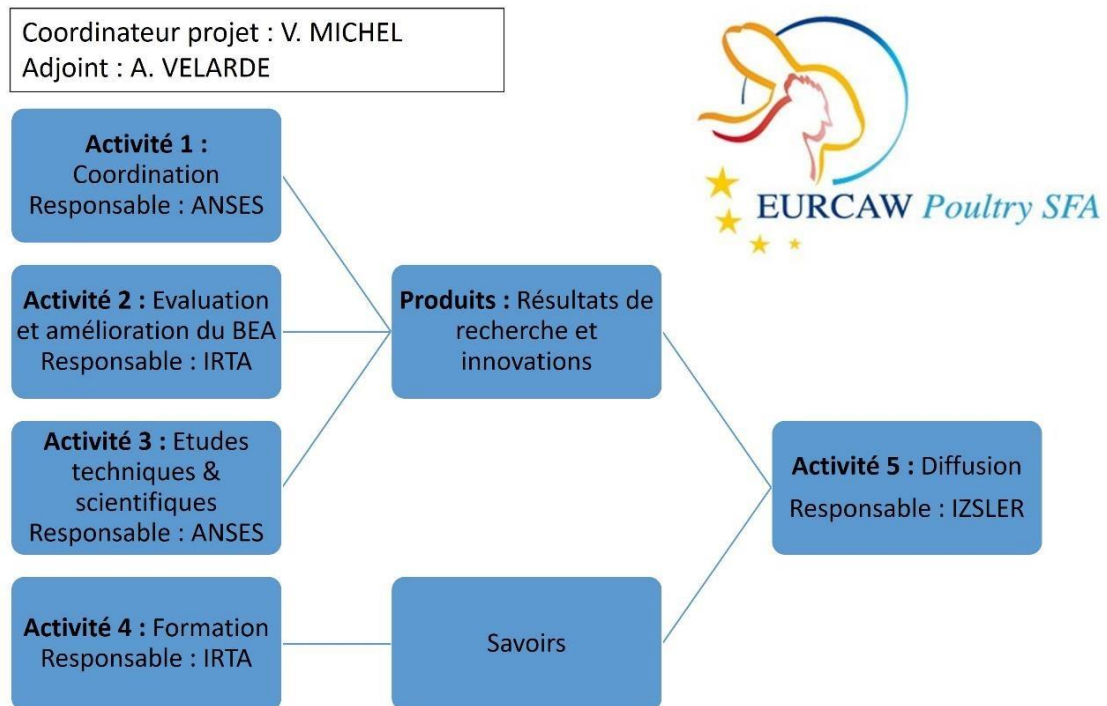 Coordinateur projet : V. MICHEL
Adjoint : A. VELARDE
EURCAW Poultry SFA
Activité 1 :
Coordination
Responsable : ANSES
Activité 2 : Evaluation
et amélioration du BEA
Responsable : IRTA
Activité 3 : Etudes
techniques &
scientifiques
Responsable : ANSES
Activité 4 : Formation
Responsable : IRTA
Produits : Résultats de
recherche et
innovations
Savoirs
Activité 5 : Diffusion
Responsable : IZSLER